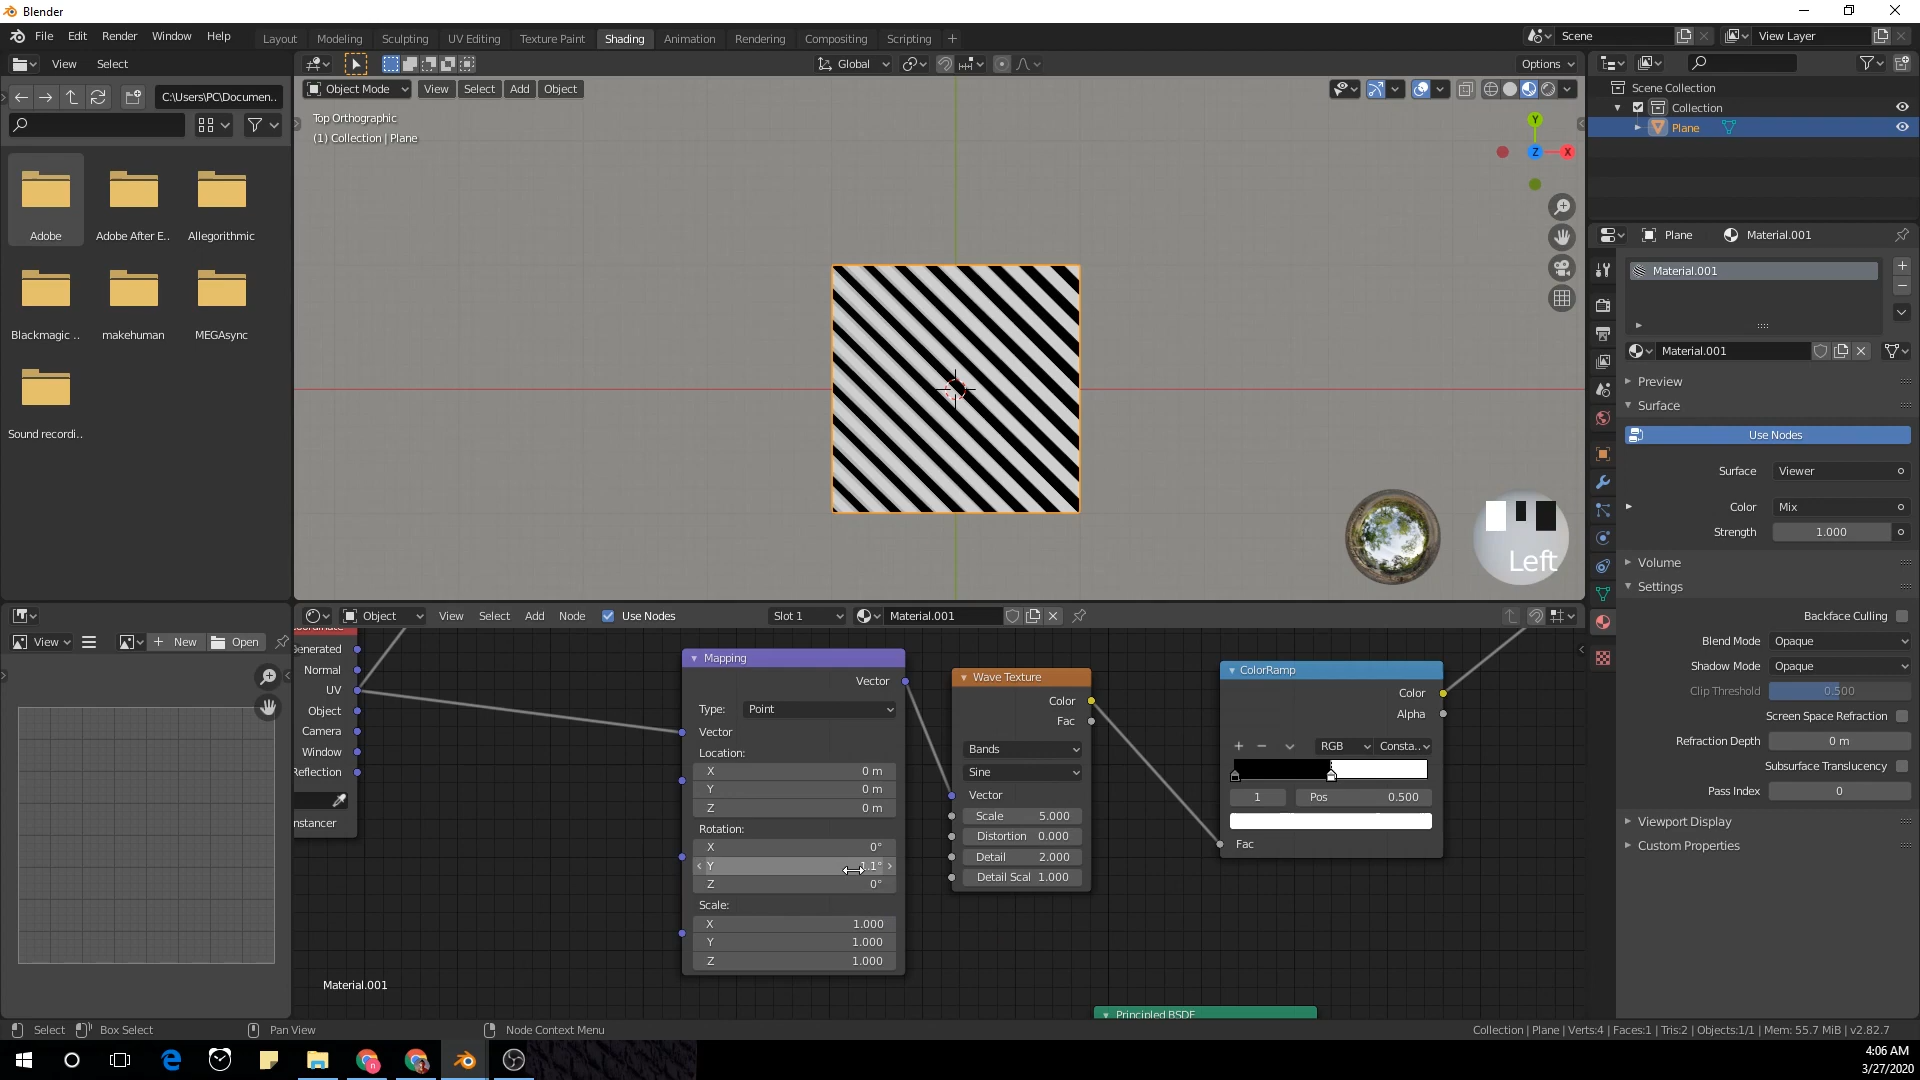 Blender
File Edit Render Window Help
Layout Modeling Sculpting UV Editing Texture Paint Shading Animation Rendering Compositing Scripting +
Scene
View Layer
View Select
Global
Options
C:\Users\PC\Documen..
Object Mode View Select Add Object
Top Orthographic
(1) Collection | Plane
Y
Z
X
Adobe
Adobe After E..
Allegorithmic
Blackmagic ..
makehuman
MEGAsync
Sound recordi..
Left
Scene Collection
Collection
Plane
Plane
Material.001
Material.001
Material.001
Preview
Surface
Use Nodes
Surface Viewer
Color Mix
Strength 1.000
Volume
Settings
Backface Culling
Blend Mode Opaque
Shadow Mode Opaque
Clip Threshold 0.500
Screen Space Refraction
Refraction Depth 0 m
Subsurface Translucency
Pass Index 0
Viewport Display
Custom Properties
View
New
Open
Object View Select Add Node Use Nodes Slot 1 Material.001
Normal
UV
Object
Camera
Window
Mapping
Vector
Type: Point
Vector
Location:
X 0 m
Y 0 m
Z 0 m
Rotation:
X 0°
Y 1.1°
Z 0°
Scale:
X 1.000
Y 1.000
Z 1.000
Wave Texture
Color
Fac
Bands
Sine
Vector
Scale 5.000
Distortion 0.000
Detail 2.000
Detail Scal 1.000
ColorRamp
Color
Alpha
RGB Consta..
1 Pos 0.500
Fac
Principled BSDF
Material.001
Select Box Select Pan View Node Context Menu
Collection | Plane | Verts:4 | Faces:1 | Tris:2 | Objects:1/1 | Mem: 55.7 MiB | v2.82.7
4:06 AM
3/27/2020